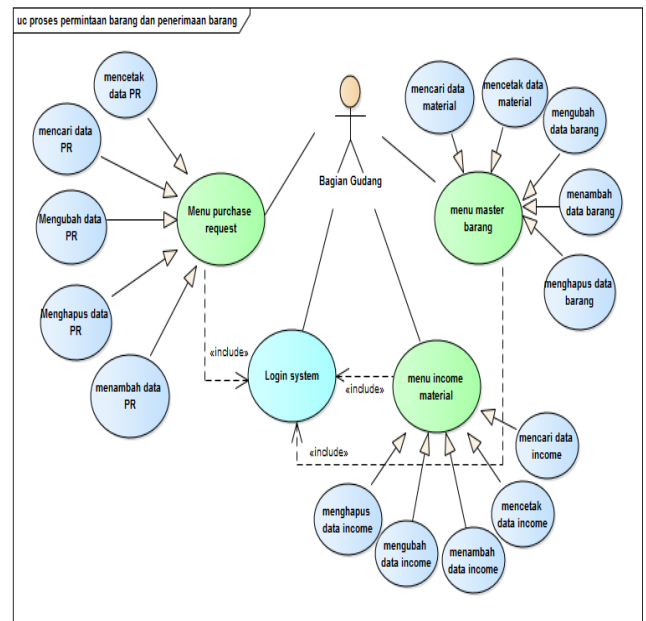 uc proses permintaan barang dan penerimaan barang
mencetak
data PR
mencari data
PR
Mengubah data
PR
Menghapus data
PR
menambah data
PR
Menu purchase
request
Bagian Gudang
mencari data
material
mencetak data
material
mengubah
data barang
menambah
data barang
menghapus data
barang
menu master
barang
«include»
Login system
«include»
menu income
material
«include»
mencari data
income
mencetak
data income
menambah
data income
mengubah
data income
menghapus
data income